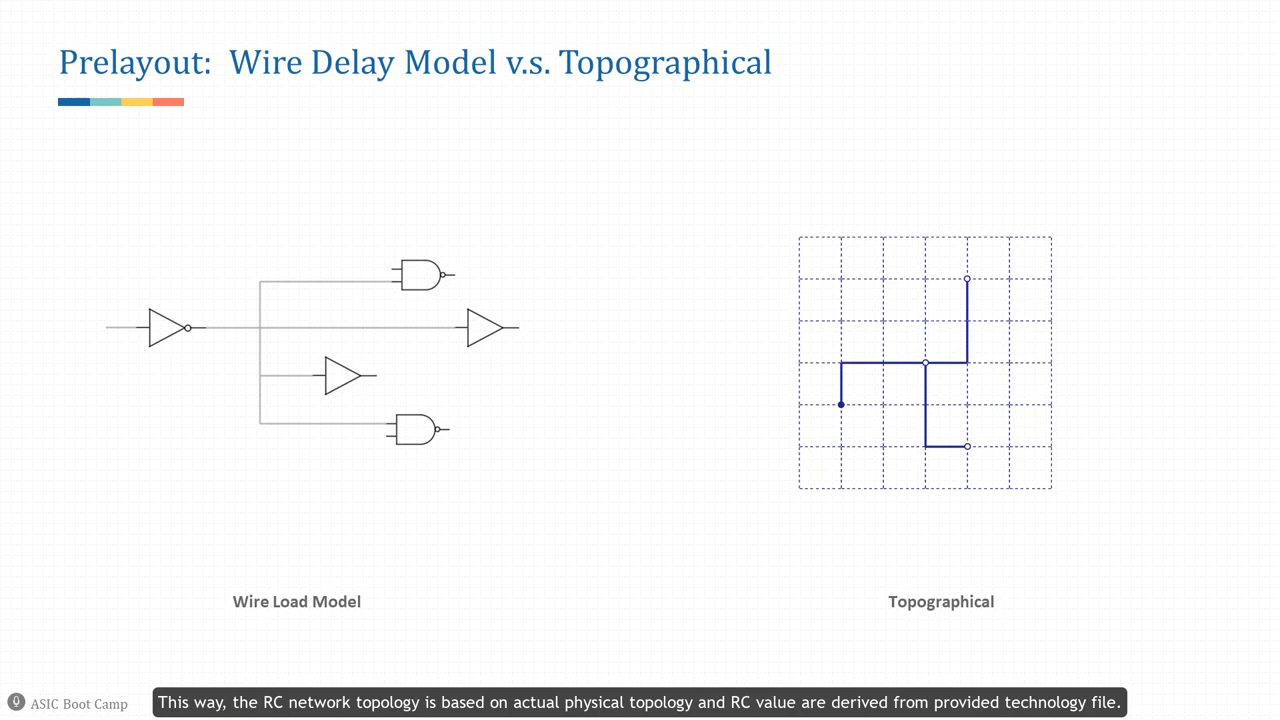 Prelayout:  Wire Delay Model v.s. Topographical
Wire Load Model
Topographical
ASIC Boot Camp
This way, the RC network topology is based on actual physical topology and RC value are derived from provided technology file.